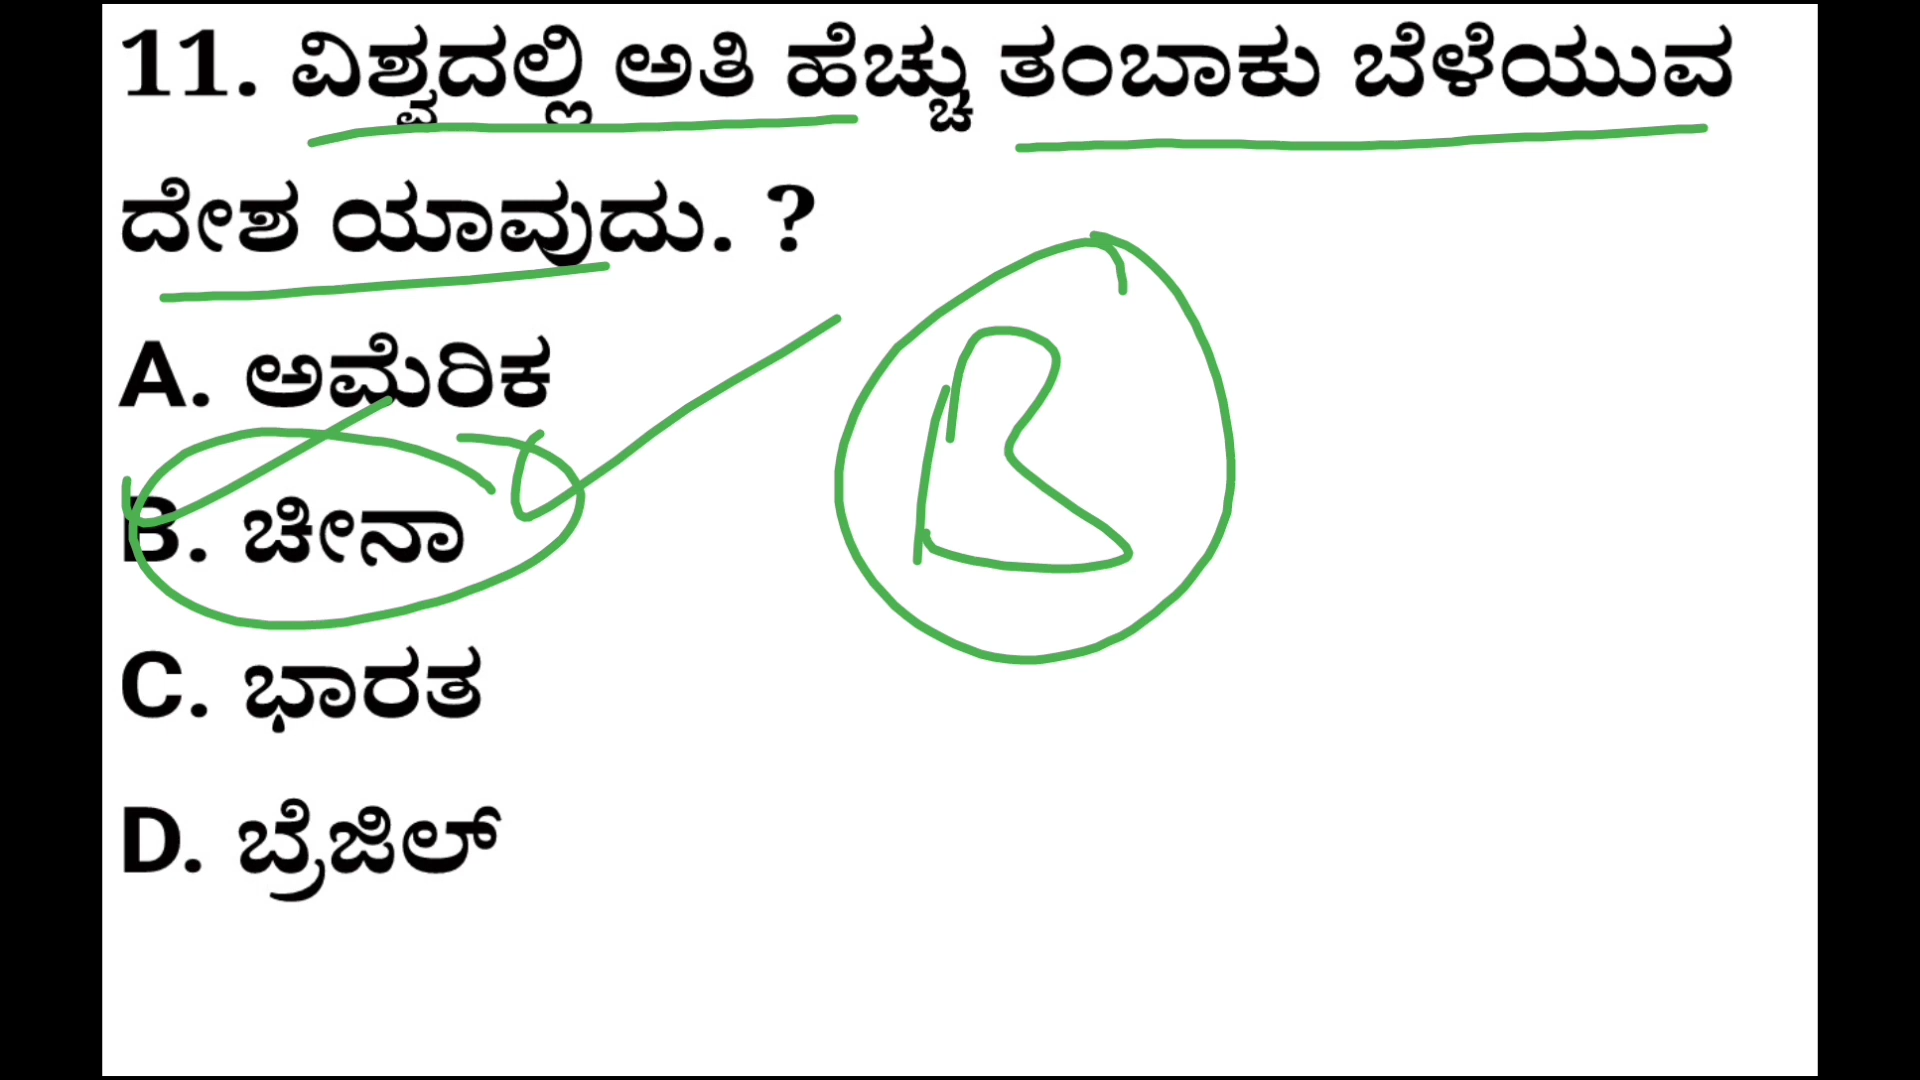 11. ವಿಶ್ವದಲ್ಲಿ ಅತಿ ಹೆಚ್ಚು ತಂಬಾಕು ಬೆಳೆಯುವ
ದೇಶ ಯಾವುದು. ?
A. ಅಮೆರಿಕ
B. ಚೀನಾ
B
C. ಭಾರತ
D. ಬ್ರೆಜಿಲ್